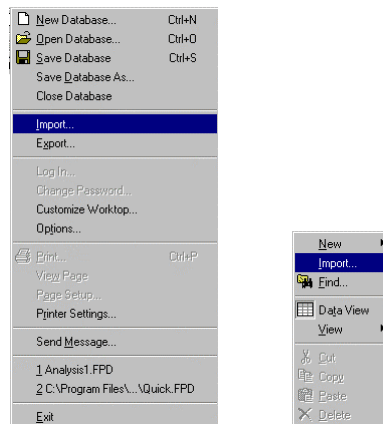 New Database... Ctrl+N
Open Database... Ctrl+O
Save Database Ctrl+S
Save Database As...
Close Database
Import...
Export...
Log In...
Change Password...
Customize Worktop...
Options...
Print... Ctrl+P
View Page
Page Setup...
Printer Settings...
Send Message...
1 Analysis1.FPD
2 C:\Program Files\...\Quick.FPD
Exit
New
Import...
Find...
Data View
View
Cut
Copy
Paste
Delete